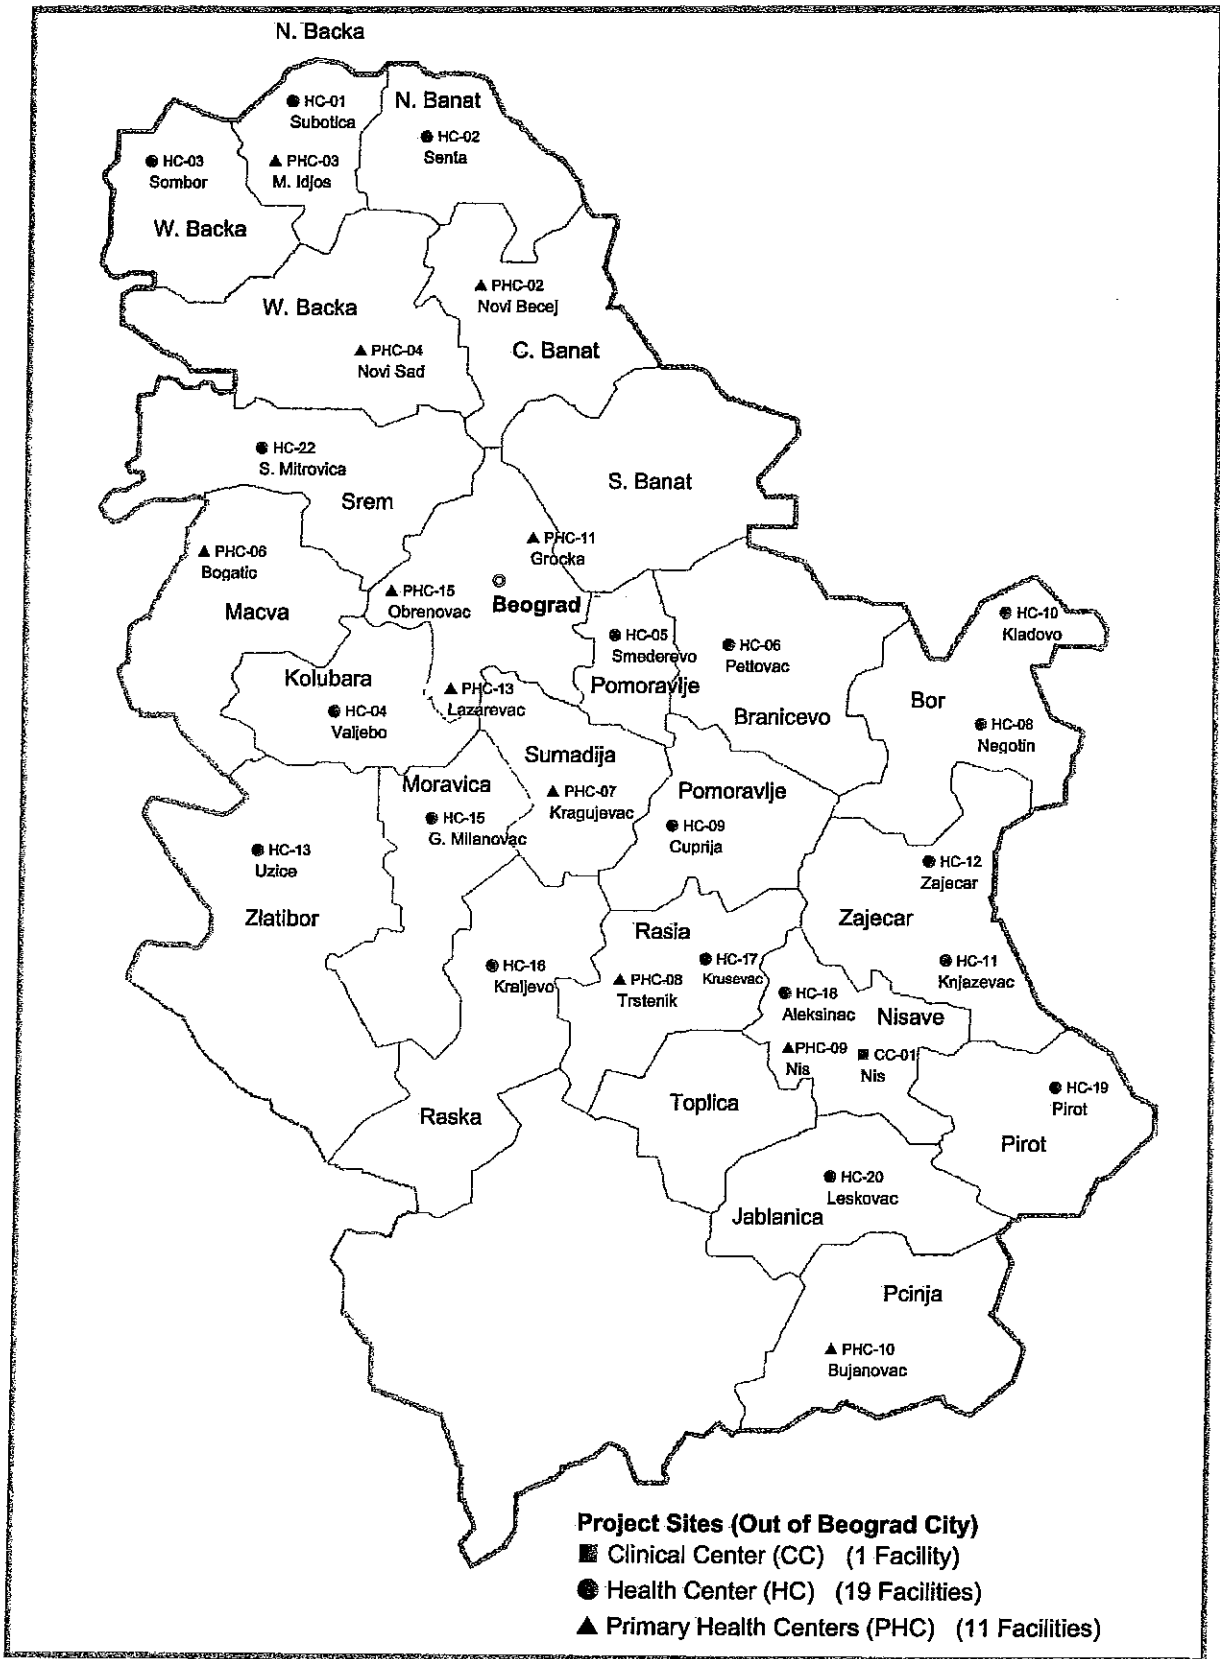 N. Backa
HC-01
Subotica
N. Banat
HC-02
Senta
HC-03
Sombor
PHC-03
M. Idjos
W. Backa
PHC-02
Novi Becej
W. Backa
PHC-04
Novi Sad
C. Banat
HC-22
S. Mitrovica
Srem
S. Banat
PHC-06
Bogatic
PHC-11
Grocka
Macva
PHC-15
Obrenovac
Beograd
HC-05
Smederevo
HC-06
Pettovac
HC-10
Kladovo
Kolubara
Pomoravlje
PHC-13
Lazarevac
HC-04
Valjebo
Branicevo
Bor
HC-08
Negotin
Sumadija
Moravica
PHC-07
Kragujevac
Pomoravlje
HC-15
G. Milanovac
HC-09
Cuprija
HC-13
Uzice
HC-12
Zajecar
Zlatibor
Rasia
Zajecar
HC-16
Kraljevo
PHC-08
Trstenik
HC-17
Krusevac
HC-11
Knjazevac
HC-18
Aleksinac
Nisave
PHC-09
Nis
CC-01
Nis
HC-19
Pirot
Toplica
Raska
Pirot
HC-20
Leskovac
Jablanica
Pcinja
PHC-10
Bujanovac
Project Sites (Out of Beograd City)
Clinical Center (CC) (1 Facility)
Health Center (HC) (19 Facilities)
Primary Health Centers (PHC) (11 Facilities)